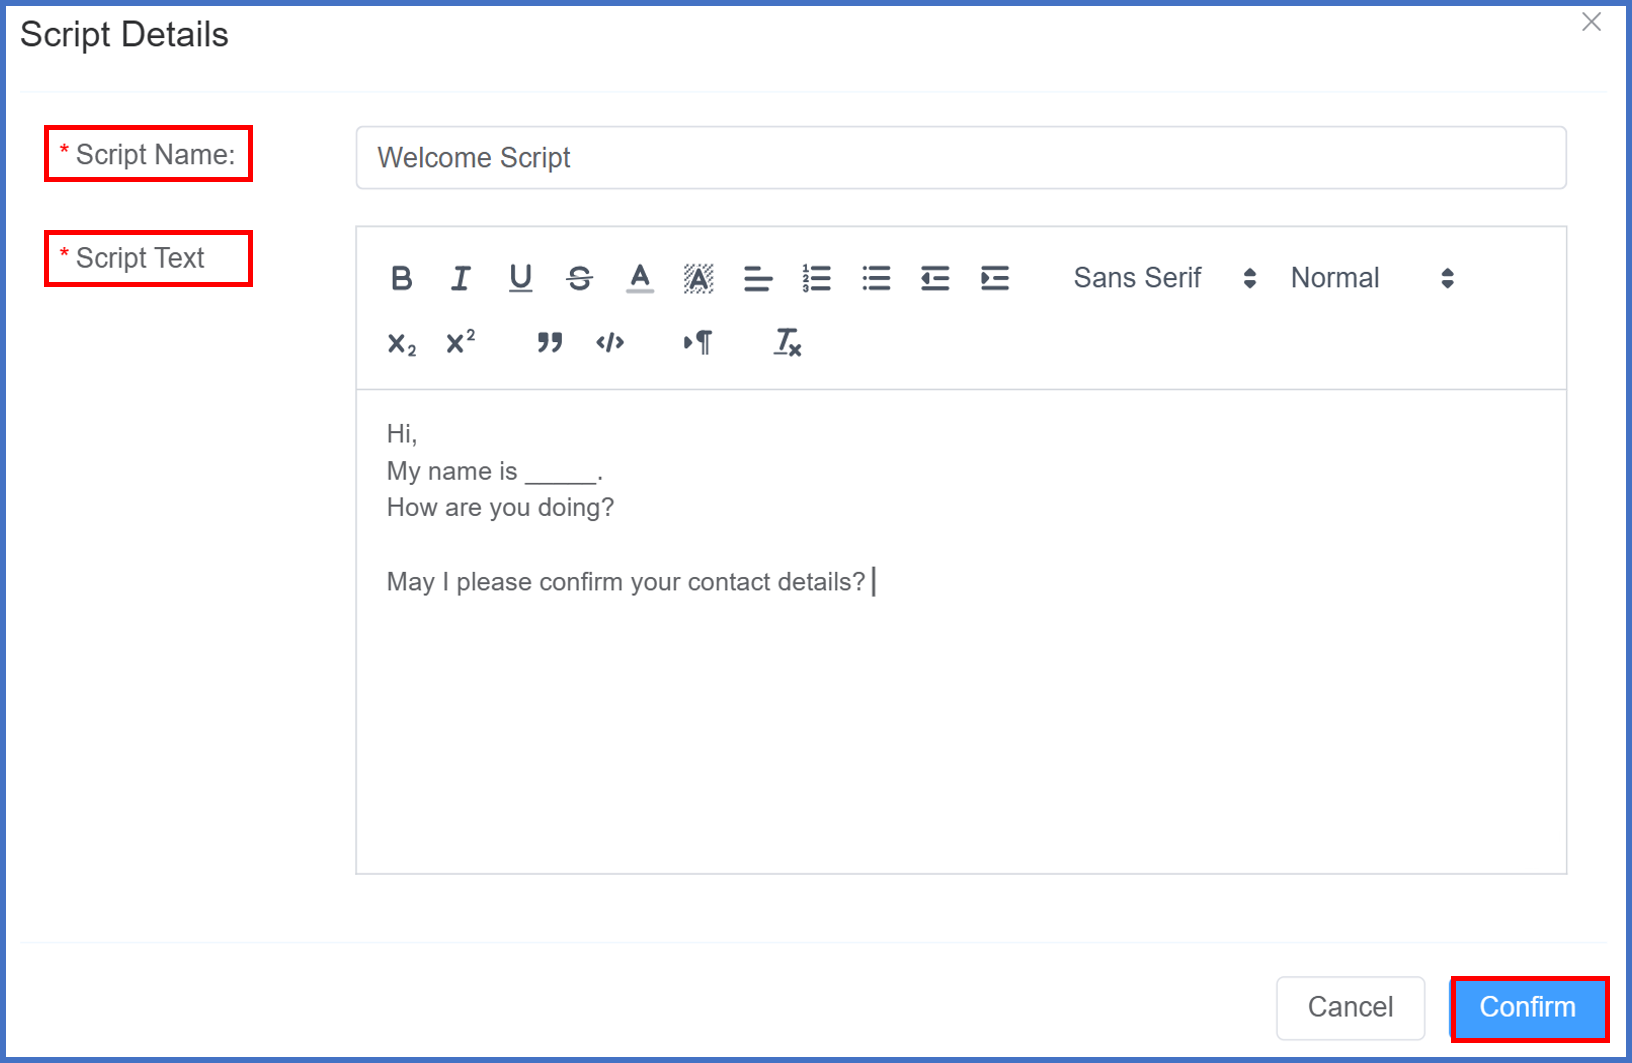 Script Details
* Script Name:
Welcome Script
* Script Text
Sans Serif Normal
Hi,
My name is _____.
How are you doing?
May I please confirm your contact details?
Cancel Confirm